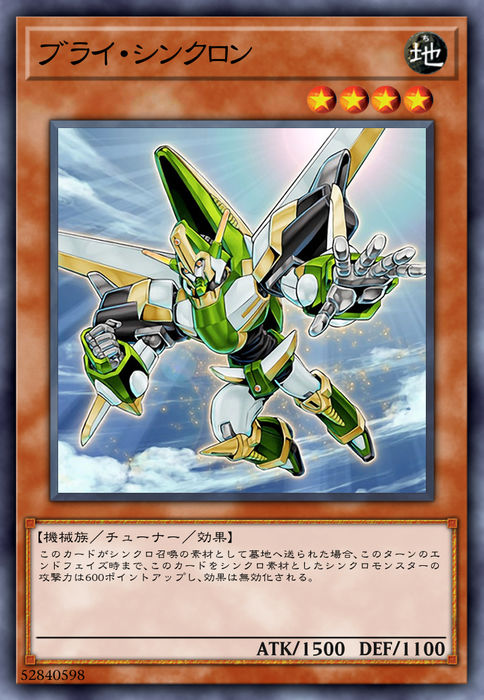 ブライ・シンクロン
ち
地
【機械族／チューナー／効果】
このカードがシンクロ召喚の素材として墓地へ送られた場合、このターンのエ
ンドフェイズ時まで、このカードをシンクロ素材としたシンクロモンスターの
攻撃力は600ポイントアップし、効果は無効化される。
ATK/1500 DEF/1100
52840598